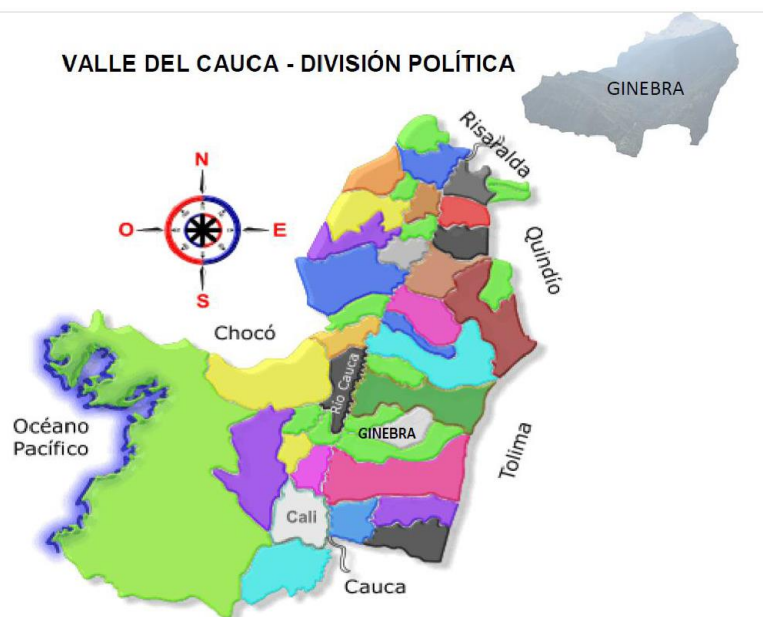 VALLE DEL CAUCA - DIVISIÓN POLÍTICA
GINEBRA
Risaralda
N
O
E
S
Quindío
Chocó
Río Cauca
Océano
Pacífico
GINEBRA
Tolima
Cali
Cauca